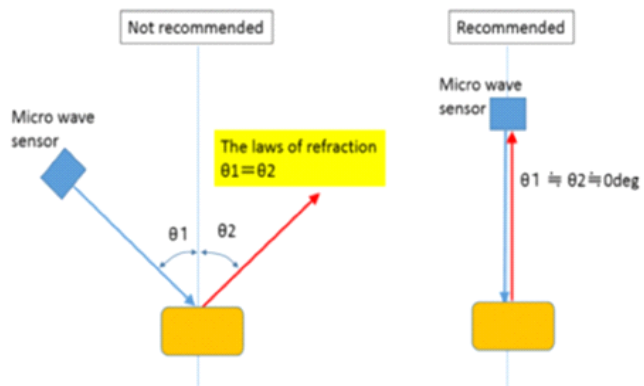 Not recommended
Micro wave
sensor
The laws of refraction
θ1=θ2
θ1
θ2
Recommended
Micro wave
sensor
θ1 ≒ θ2≒0deg